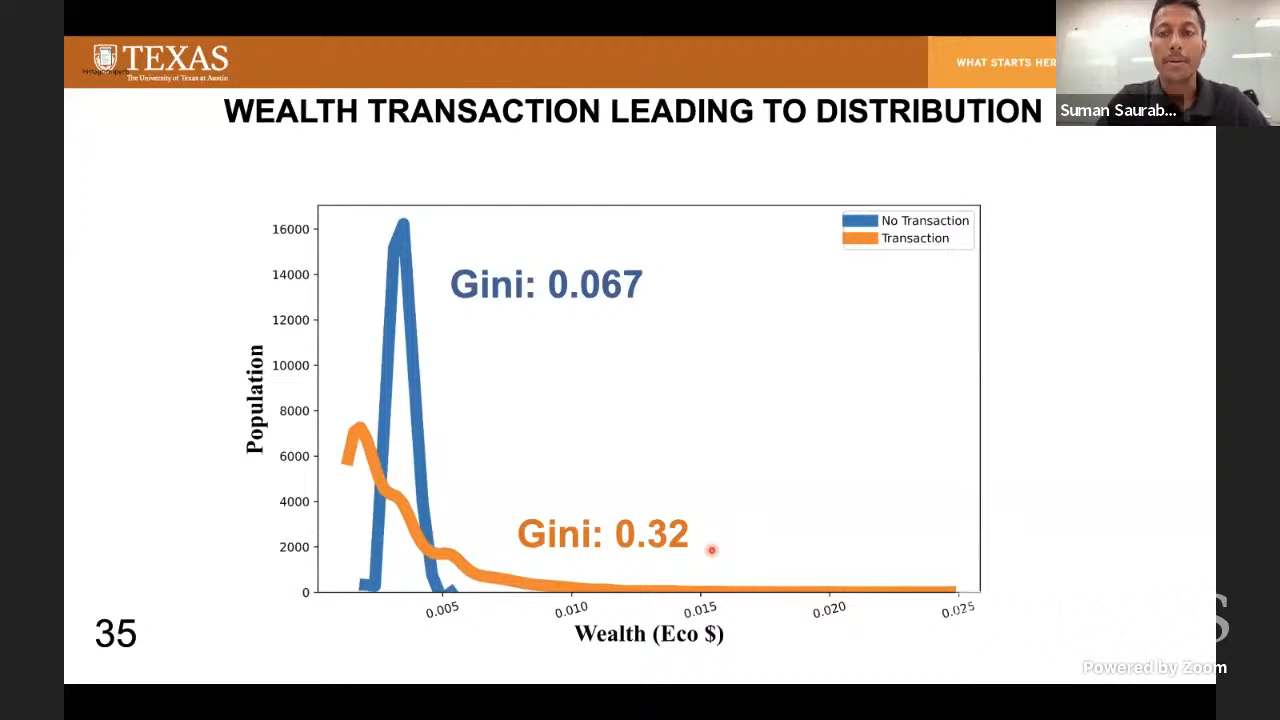 TEXAS
The University of Texas at Austin
WHAT STARTS HER
Suman Saurab...
WEALTH TRANSACTION LEADING TO DISTRIBUTION
No Transaction
Transaction
16000
14000
12000
10000
8000
6000
4000
2000
0
Population
Gini: 0.067
Gini: 0.32
0.005
0.010
0.015
0.020
0.025
Wealth (Eco $)
35
Powered by Zoom